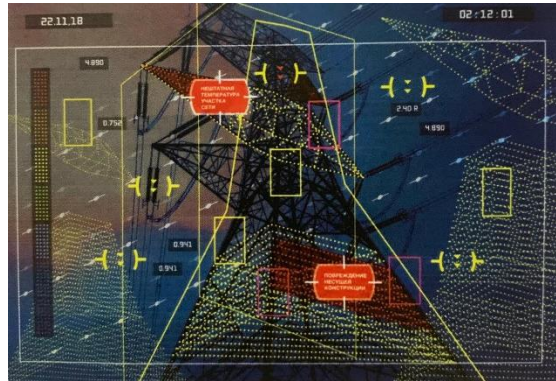 22.11.18
02:12:01
4.890
НЕШТАТНАЯ
ТЕМПЕРАТУРА
УЧАСТКА
СЕТИ
2.40 R
0.752
4.890
0.941
0.941
ПОВРЕЖДЕНИЕ
НЕСУЩЕЙ
КОНСТРУКЦИИ